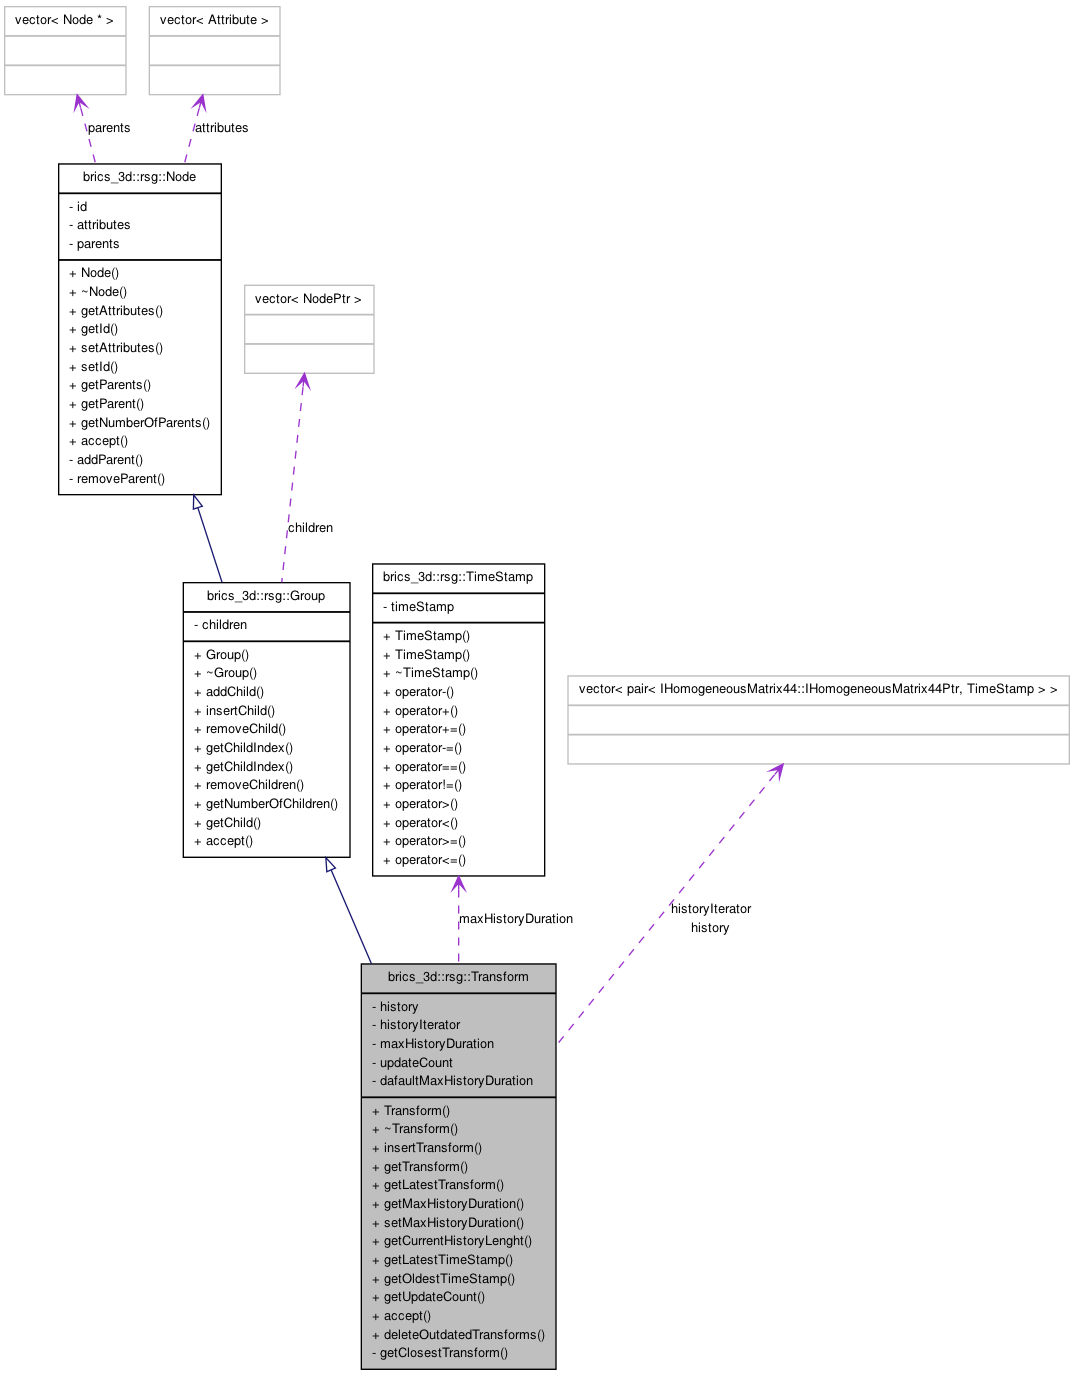 vector< Node * >
vector< Attribute >
parents
attributes
brics_3d::rsg::Node
- id
- attributes
- parents
+ Node()
+ ~Node()
+ getAttributes()
+ getId()
+ setAttributes()
+ setId()
+ getParents()
+ getParent()
+ getNumberOfParents()
+ accept()
- addParent()
- removeParent()
vector< NodePtr >
children
brics_3d::rsg::Group
- children
+ Group()
+ ~Group()
+ addChild()
+ insertChild()
+ removeChild()
+ getChildIndex()
+ getChildIndex()
+ removeChildren()
+ getNumberOfChildren()
+ getChild()
+ accept()
brics_3d::rsg::TimeStamp
- timeStamp
+ TimeStamp()
+ TimeStamp()
+ ~TimeStamp()
+ operator-()
+ operator+()
+ operator+=()
+ operator-=()
+ operator==()
+ operator!=()
+ operator>()
+ operator<()
+ operator>=()
+ operator<=()
vector< pair< IHomogeneousMatrix44::IHomogeneousMatrix44Ptr, TimeStamp > >
maxHistoryDuration
historyIterator
history
brics_3d::rsg::Transform
- history
- historyIterator
- maxHistoryDuration
- updateCount
- dafaultMaxHistoryDuration
+ Transform()
+ ~Transform()
+ insertTransform()
+ getTransform()
+ getLatestTransform()
+ getMaxHistoryDuration()
+ setMaxHistoryDuration()
+ getCurrentHistoryLenght()
+ getLatestTimeStamp()
+ getOldestTimeStamp()
+ getUpdateCount()
+ accept()
+ deleteOutdatedTransforms()
- getClosestTransform()